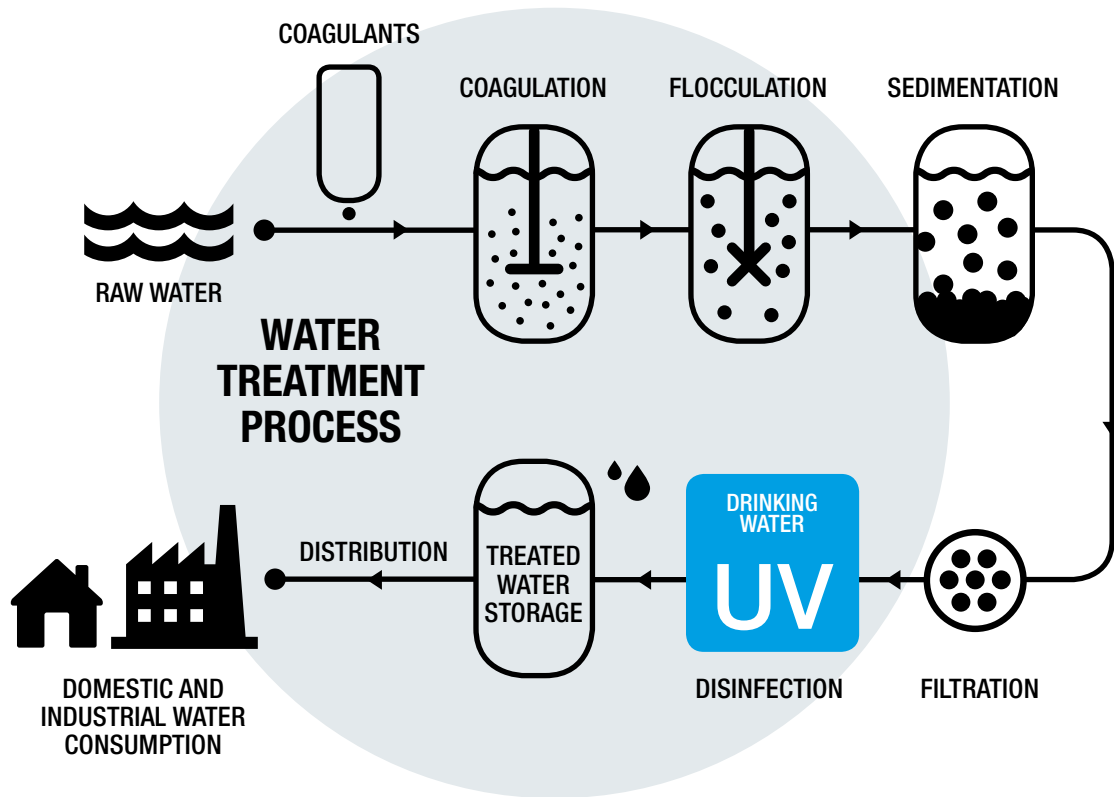 COAGULANTS
COAGULATION
FLOCCULATION
SEDIMENTATION
RAW WATER
WATER
TREATMENT
PROCESS
DRINKING
WATER
UV
DISTRIBUTION
TREATED
WATER
STORAGE
DOMESTIC AND
INDUSTRIAL WATER
CONSUMPTION
DISINFECTION
FILTRATION